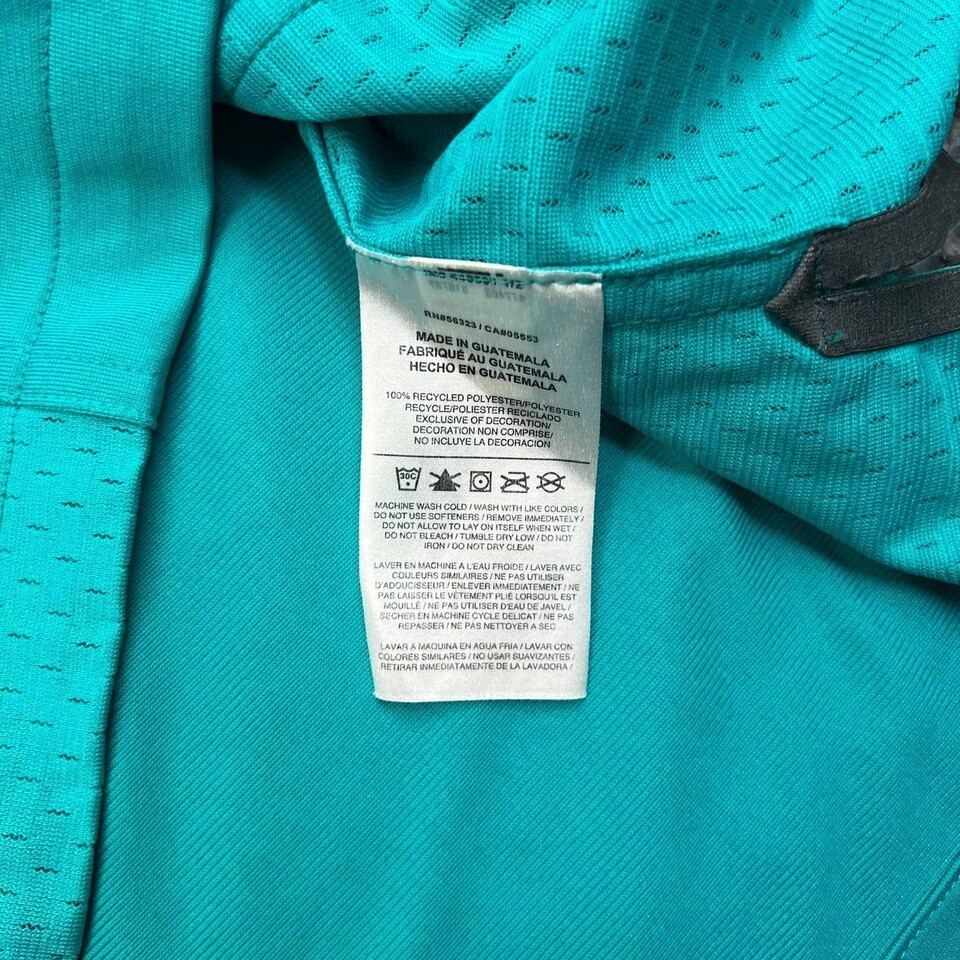 RN#56323 / CA#05553
MADE IN GUATEMALA
FABRIQUÉ AU GUATEMALA
HECHO EN GUATEMALA
100% RECYCLED POLYESTER/POLYESTER
RECYCLE/POLIESTER RECICLADO
EXCLUSIVE OF DECORATION/
DECORATION NON COMPRISE/
NO INCLUYE LA DECORACION
30C
MACHINE WASH COLD / WASH WITH LIKE COLORS /
DO NOT USE SOFTENERS / REMOVE IMMEDIATELY /
DO NOT ALLOW TO LAY ON ITSELF WHEN WET /
DO NOT BLEACH / TUMBLE DRY LOW / DO NOT
IRON / DO NOT DRY CLEAN
LAVER EN MACHINE A L'EAU FROIDE / LAVER AVEC
COULEURS SIMILAIRES / NE PAS UTILISER
D'ADOUCISSEUR / ENLEVER IMMEDIATEMENT / NE
PAS LAISSER LE VÉTEMENT PLIÉ LORSQU'IL EST
MOUILLÉ / NE PAS UTILISER D'EAU DE JAVEL /
SECHER EN MACHINE CYCLE DELICAT / NE PAS
REPASSER / NE PAS NETTOYER A SEC
LAVAR A MAQUINA EN AGUA FRIA / LAVAR CON
COLORES SIMILARES / NO USAR SUAVIZANTES /
RETIRAR INMEDIATAMENTE DE LA LAVADORA /